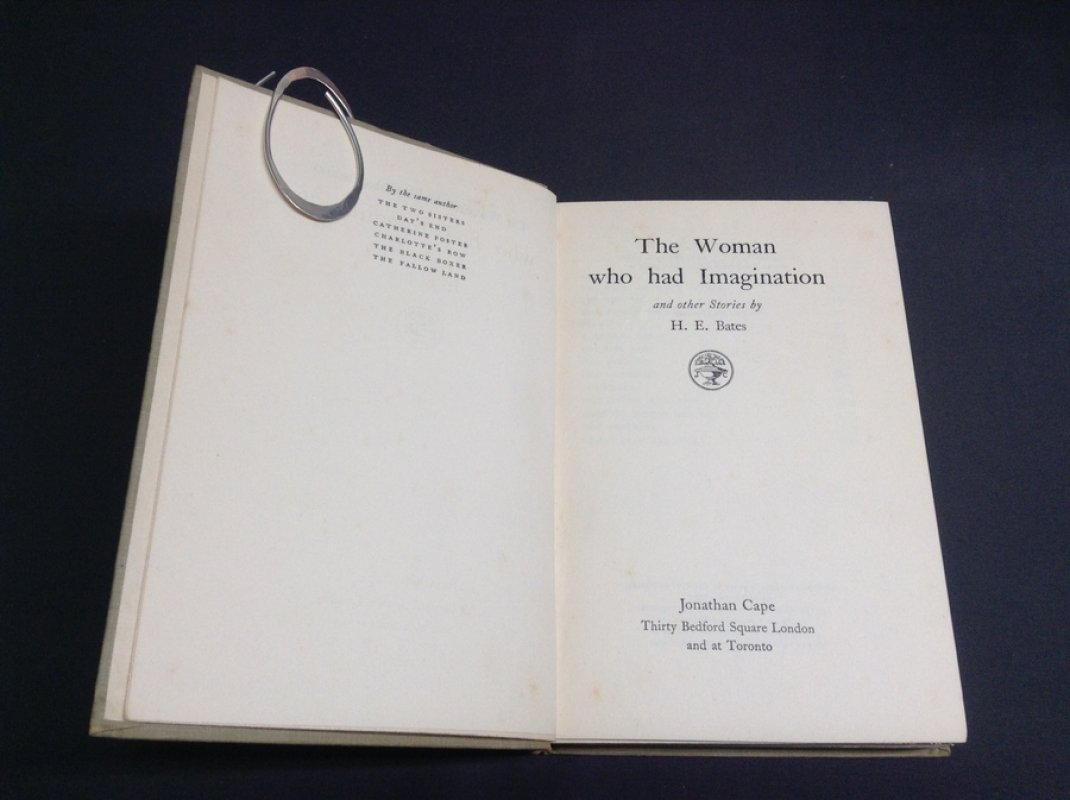 By the same author
THE TWO SISTERS
DAY'S END
CATHERINE FOSTER
CHARLOTTE'S ROW
THE BLACK BOXER
THE FALLOW LAND
The Woman
who had Imagination
and other Stories by
H. E. Bates
Jonathan Cape
Thirty Bedford Square London
and at Toronto